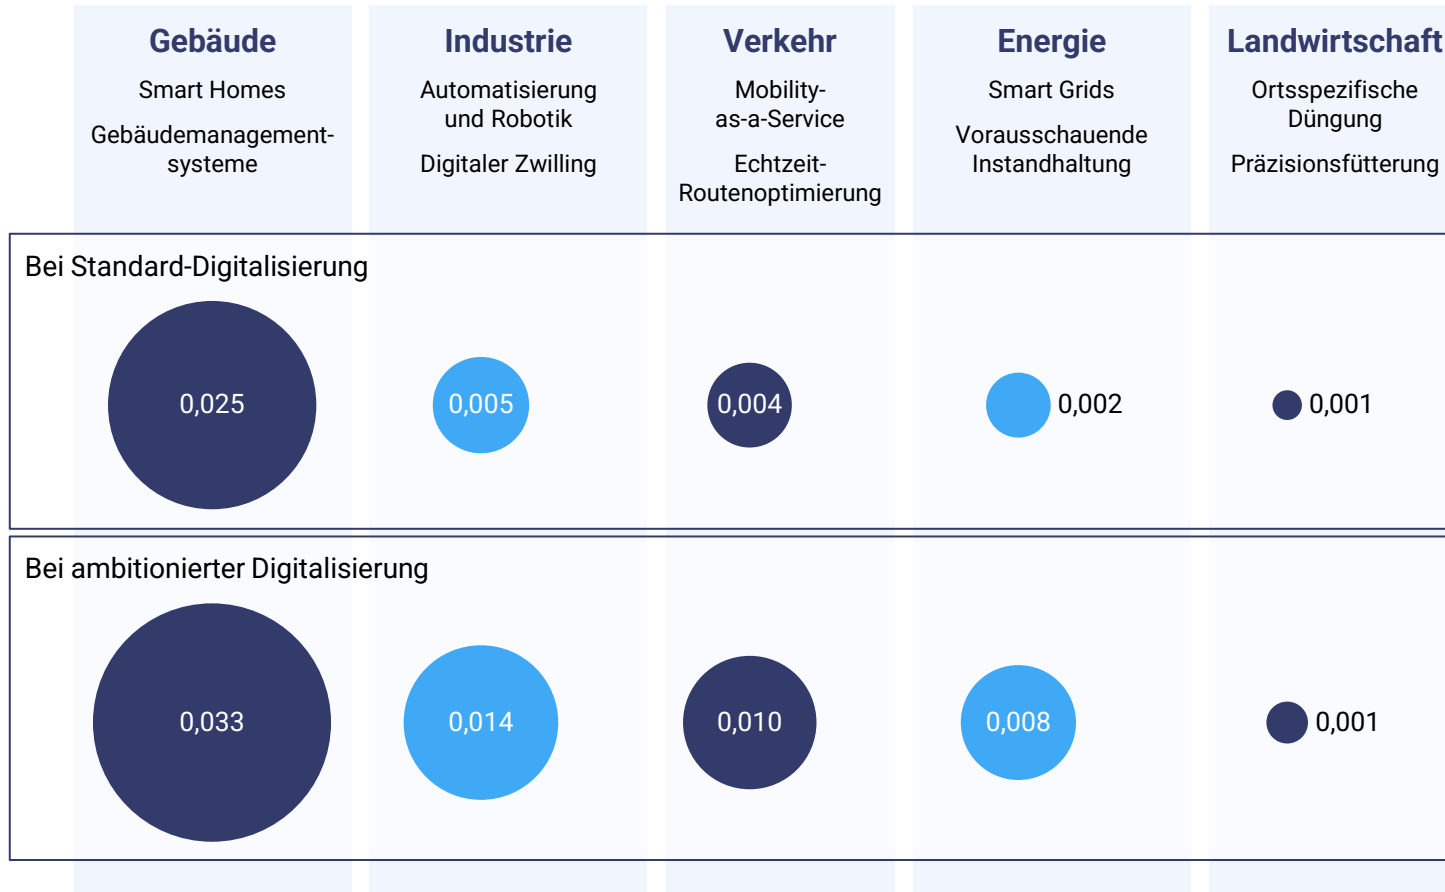 Gebäude
Smart Homes
Gebäudemanagement-
systeme
Industrie
Automatisierung
und Robotik
Digitaler Zwilling
Verkehr
Mobility-
as-a-Service
Echtzeit-
Routenoptimierung
Energie
Smart Grids
Vorausschauende
Instandhaltung
Landwirtschaft
Ortsspezifische
Düngung
Präzisionsfütterung
Bei Standard-Digitalisierung
0,025
0,005
0,004
0,002
0,001
Bei ambitionierter Digitalisierung
0,033
0,014
0,010
0,008
0,001